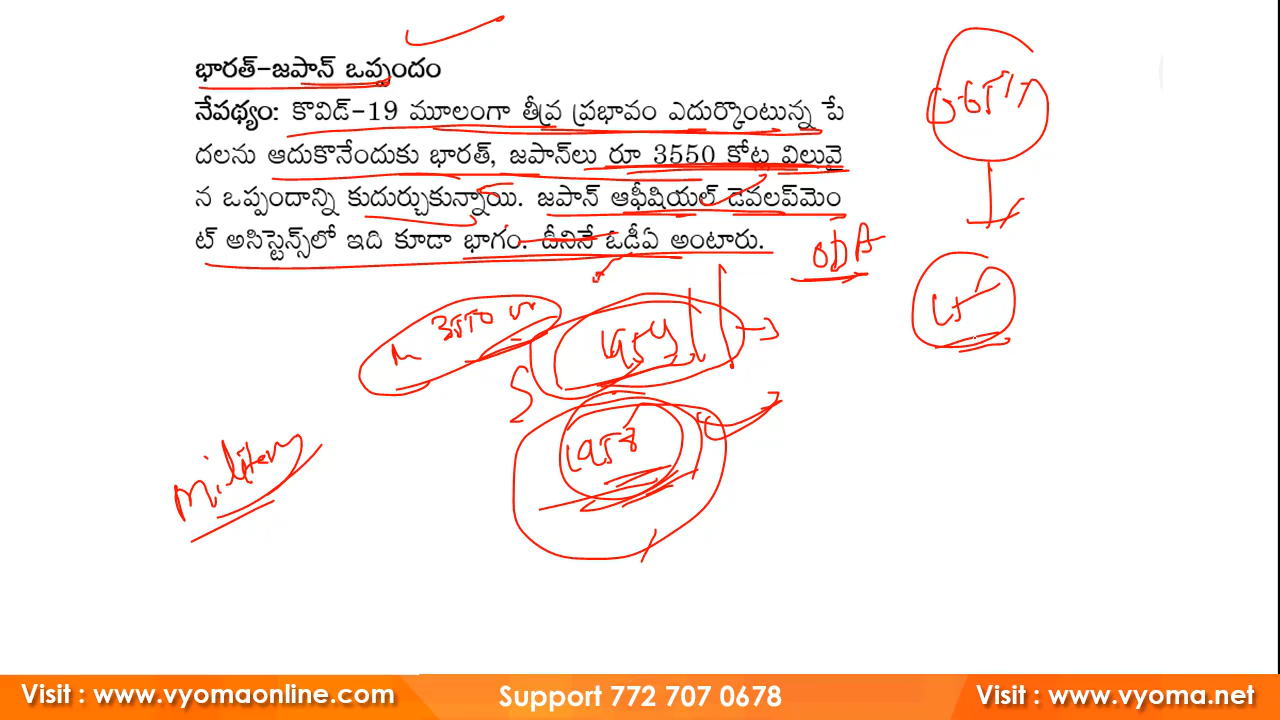 భారత్-జపాన్ ఒప్పందం
నేపథ్యం: కొవిడ్-19 మూలంగా తీవ్ర ప్రభావం ఎదుర్కొంటున్న పే
దలను ఆదుకొనేందుకు భారత్, జపాన్‌లు రూ 3550 కోట్ల విలువై
న ఒప్పందాన్ని కుదుర్చుకున్నాయి. జపాన్ ఆఫీషియల్ డెవలప్‌మెం
ట్ అసిస్టెన్స్‌లో ఇది కూడా భాగం. దీనినే ఓడీఏ అంటారు.
ODA
3550
1954
1958
Military
Visit : www.vyomaonline.com
Support 772 707 0678
Visit : www.vyoma.net